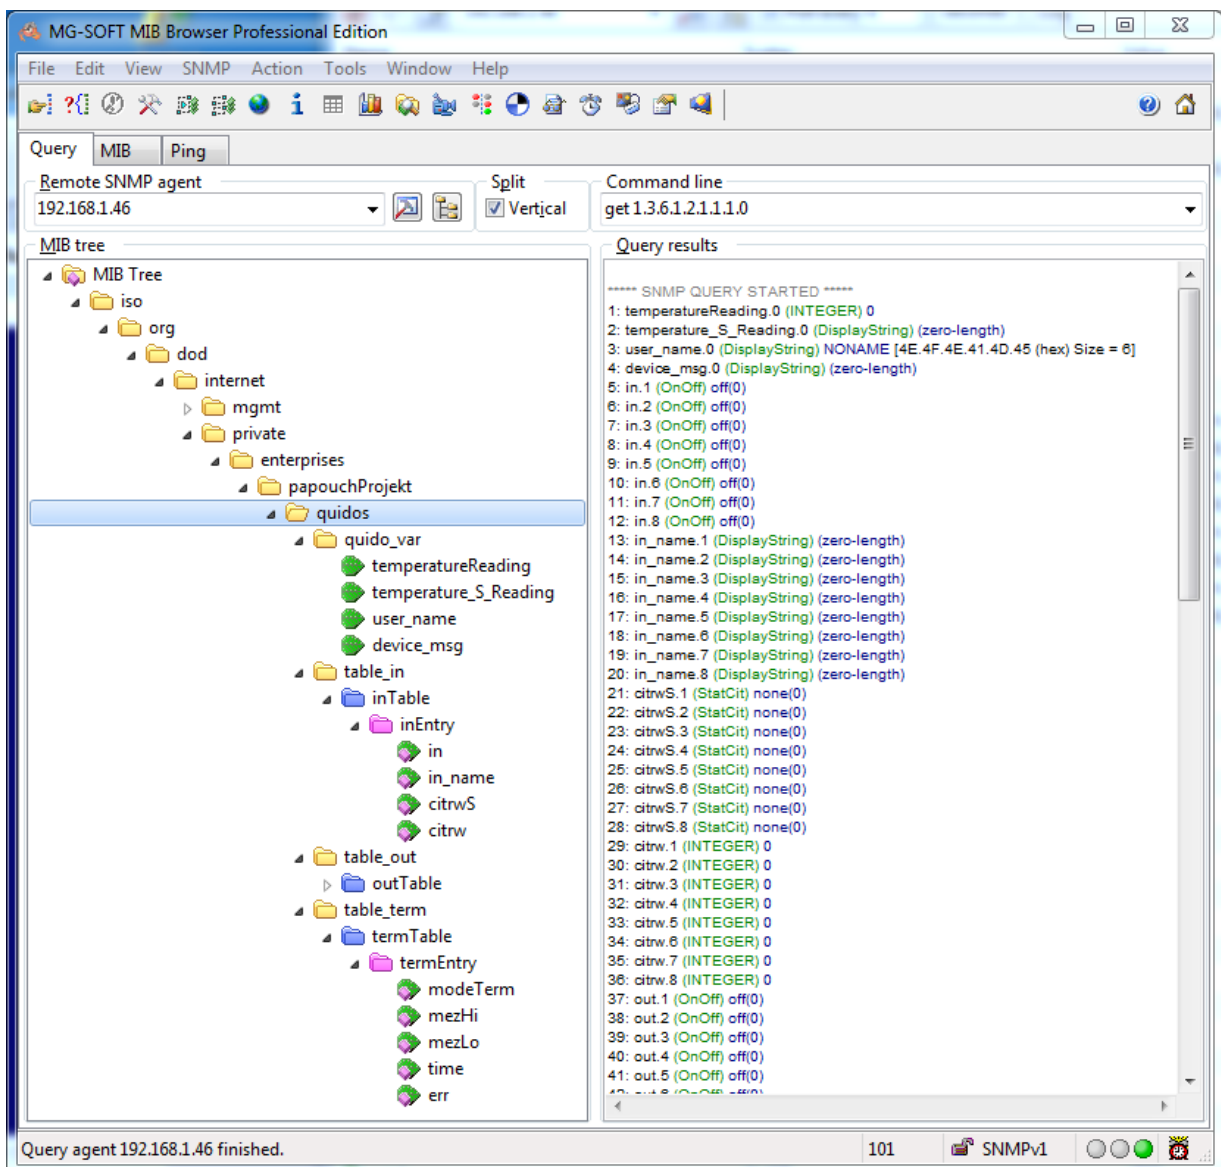 MG-SOFT MIB Browser Professional Edition
File Edit View SNMP Action Tools Window Help
Query MIB Ping
Remote SNMP agent
192.168.1.46
Split
Vertical
Command line
get 1.3.6.1.2.1.1.1.0
MIB tree
MIB Tree
iso
org
dod
internet
mgmt
private
enterprises
papouchProjekt
quidos
quido_var
temperatureReading
temperature_S_Reading
user_name
device_msg
table_in
inTable
inEntry
in
in_name
citrwS
citrw
table_out
outTable
table_term
termTable
termEntry
modeTerm
mezHi
mezLo
time
err
Query results
***** SNMP QUERY STARTED *****
1: temperatureReading.0 (INTEGER) 0
2: temperature_S_Reading.0 (DisplayString) (zero-length)
3: user_name.0 (DisplayString) NONAME [4E.4F.4E.41.4D.45 (hex) Size = 6]
4: device_msg.0 (DisplayString) (zero-length)
5: in.1 (OnOff) off(0)
6: in.2 (OnOff) off(0)
7: in.3 (OnOff) off(0)
8: in.4 (OnOff) off(0)
9: in.5 (OnOff) off(0)
10: in.6 (OnOff) off(0)
11: in.7 (OnOff) off(0)
12: in.8 (OnOff) off(0)
13: in_name.1 (DisplayString) (zero-length)
14: in_name.2 (DisplayString) (zero-length)
15: in_name.3 (DisplayString) (zero-length)
16: in_name.4 (DisplayString) (zero-length)
17: in_name.5 (DisplayString) (zero-length)
18: in_name.6 (DisplayString) (zero-length)
19: in_name.7 (DisplayString) (zero-length)
20: in_name.8 (DisplayString) (zero-length)
21: citrwS.1 (StatCit) none(0)
22: citrwS.2 (StatCit) none(0)
23: citrwS.3 (StatCit) none(0)
24: citrwS.4 (StatCit) none(0)
25: citrwS.5 (StatCit) none(0)
26: citrwS.6 (StatCit) none(0)
27: citrwS.7 (StatCit) none(0)
28: citrwS.8 (StatCit) none(0)
29: citrw.1 (INTEGER) 0
30: citrw.2 (INTEGER) 0
31: citrw.3 (INTEGER) 0
32: citrw.4 (INTEGER) 0
33: citrw.5 (INTEGER) 0
34: citrw.6 (INTEGER) 0
35: citrw.7 (INTEGER) 0
36: citrw.8 (INTEGER) 0
37: out.1 (OnOff) off(0)
38: out.2 (OnOff) off(0)
39: out.3 (OnOff) off(0)
40: out.4 (OnOff) off(0)
41: out.5 (OnOff) off(0)
Query agent 192.168.1.46 finished.
101
SNMPv1